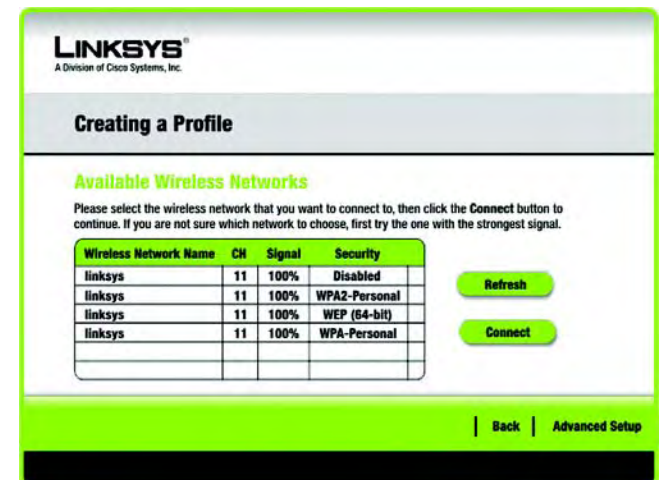 LINKSYS®
A Division of Cisco Systems, Inc.
Creating a Profile
Available Wireless Networks
Please select the wireless network that you want to connect to, then click the Connect button to
continue. If you are not sure which network to choose, first try the one with the strongest signal.
Wireless Network Name CH Signal Security
linksys 11 100% Disabled
linksys 11 100% WPA2-Personal
linksys 11 100% WEP (64-bit)
linksys 11 100% WPA-Personal
Refresh
Connect
Back Advanced Setup